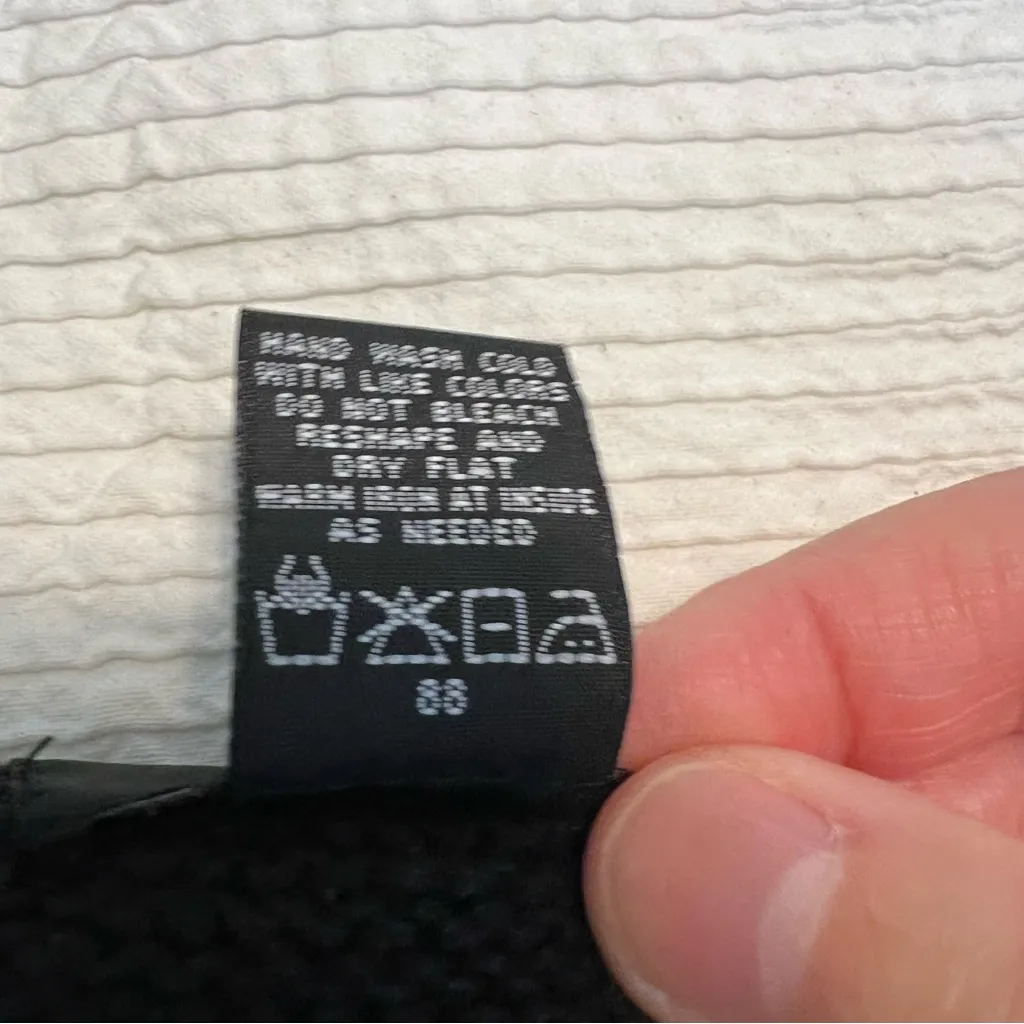 HAND WASH COLD
WITH LIKE COLORS
DO NOT BLEACH
RESHAPE AND
DRY FLAT
WARM IRON AT INSIDE
AS NEEDED
88